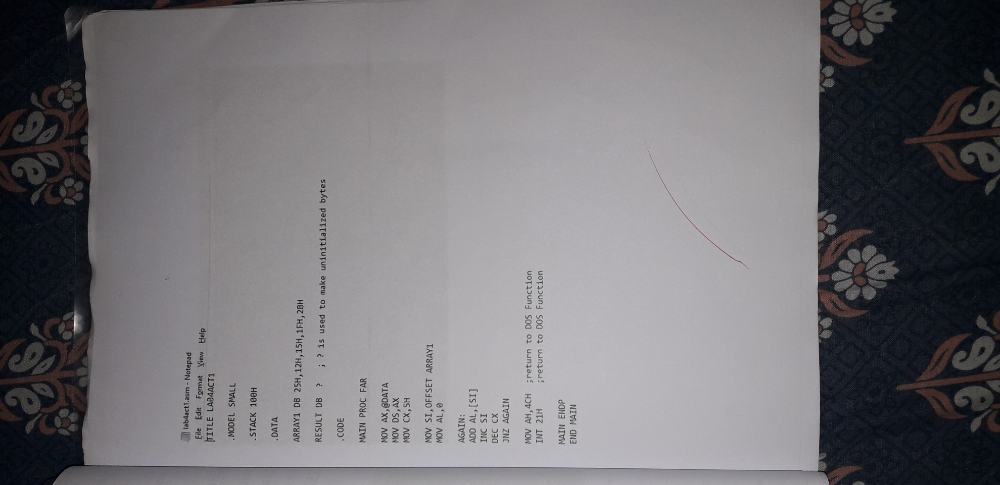 lab4act1.asm - Notepad
File Edit Format View Help
TITLE LAB4ACT1
.MODEL SMALL
.STACK 100H
.DATA
ARRAY1 DB 25H,12H,15H,1FH,2BH
RESULT DB ? ; ? is used to make uninitialized bytes
.CODE
MAIN PROC FAR
MOV AX,@DATA
MOV DS,AX
MOV CX,5H
MOV SI,OFFSET ARRAY1
MOV AL,0
AGAIN:
ADD AL,[SI]
INC SI
DEC CX
JNZ AGAIN
MOV AH,4CH ;return to DOS Function
INT 21H ;return to DOS Function
MAIN ENDP
END MAIN